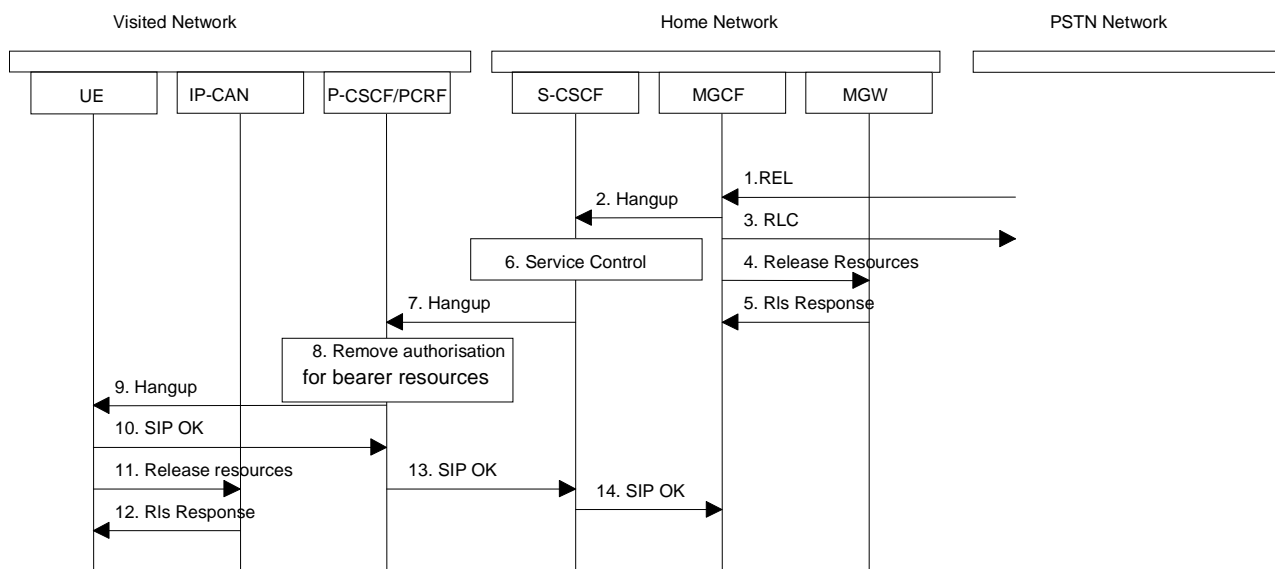 Visited Network
Home Network
PSTN Network
UE
IP-CAN
P-CSCF/PCRF
S-CSCF
MGCF
MGW
1.REL
2. Hangup
3. RLC
6. Service Control
4. Release Resources
7. Hangup
5. Rls Response
8. Remove authorisation
for bearer resources
9. Hangup
10. SIP OK
11. Release resources
13. SIP OK
14. SIP OK
12. Rls Response